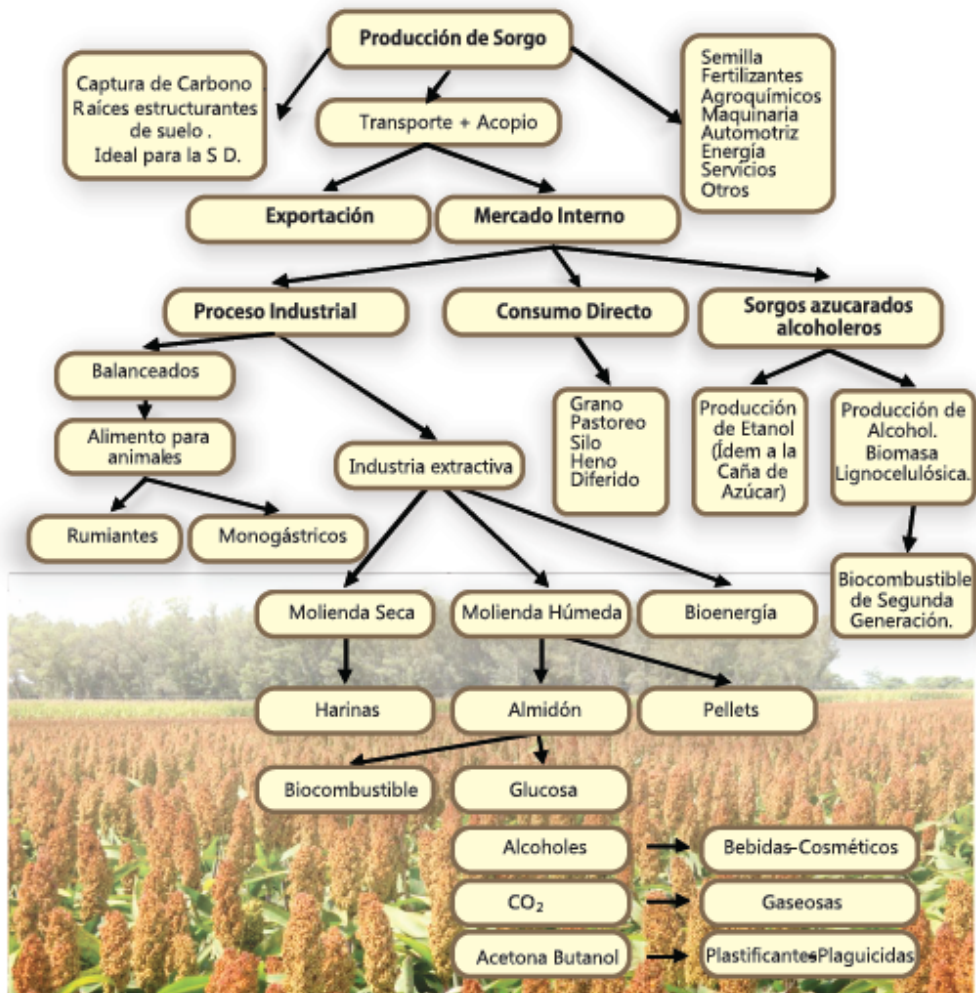 Producción de Sorgo
Captura de Carbono
Raíces estructurantes
de suelo .
Ideal para la S D.
Transporte + Acopio
Semilla
Fertilizantes
Agroquímicos
Maquinaria
Automotriz
Energía
Servicios
Otros
Exportación
Mercado Interno
Proceso Industrial
Consumo Directo
Sorgos azucarados
alcoholeros
Balanceados
Alimento para
animales
Rumiantes
Monogástricos
Industria extractiva
Grano
Pastoreo
Silo
Heno
Diferido
Producción
de Etanol
(Ídem a la
Caña de
Azúcar)
Producción de
Alcohol.
Biomasa
Lignocelulósica.
Biocombustible
de Segunda
Generación.
Molienda Seca
Molienda Húmeda
Bioenergía
Harinas
Almidón
Pellets
Biocombustible
Glucosa
Alcoholes
Bebidas-Cosméticos
CO₂
Gaseosas
Acetona Butanol
Plastificantes-Plaguicidas